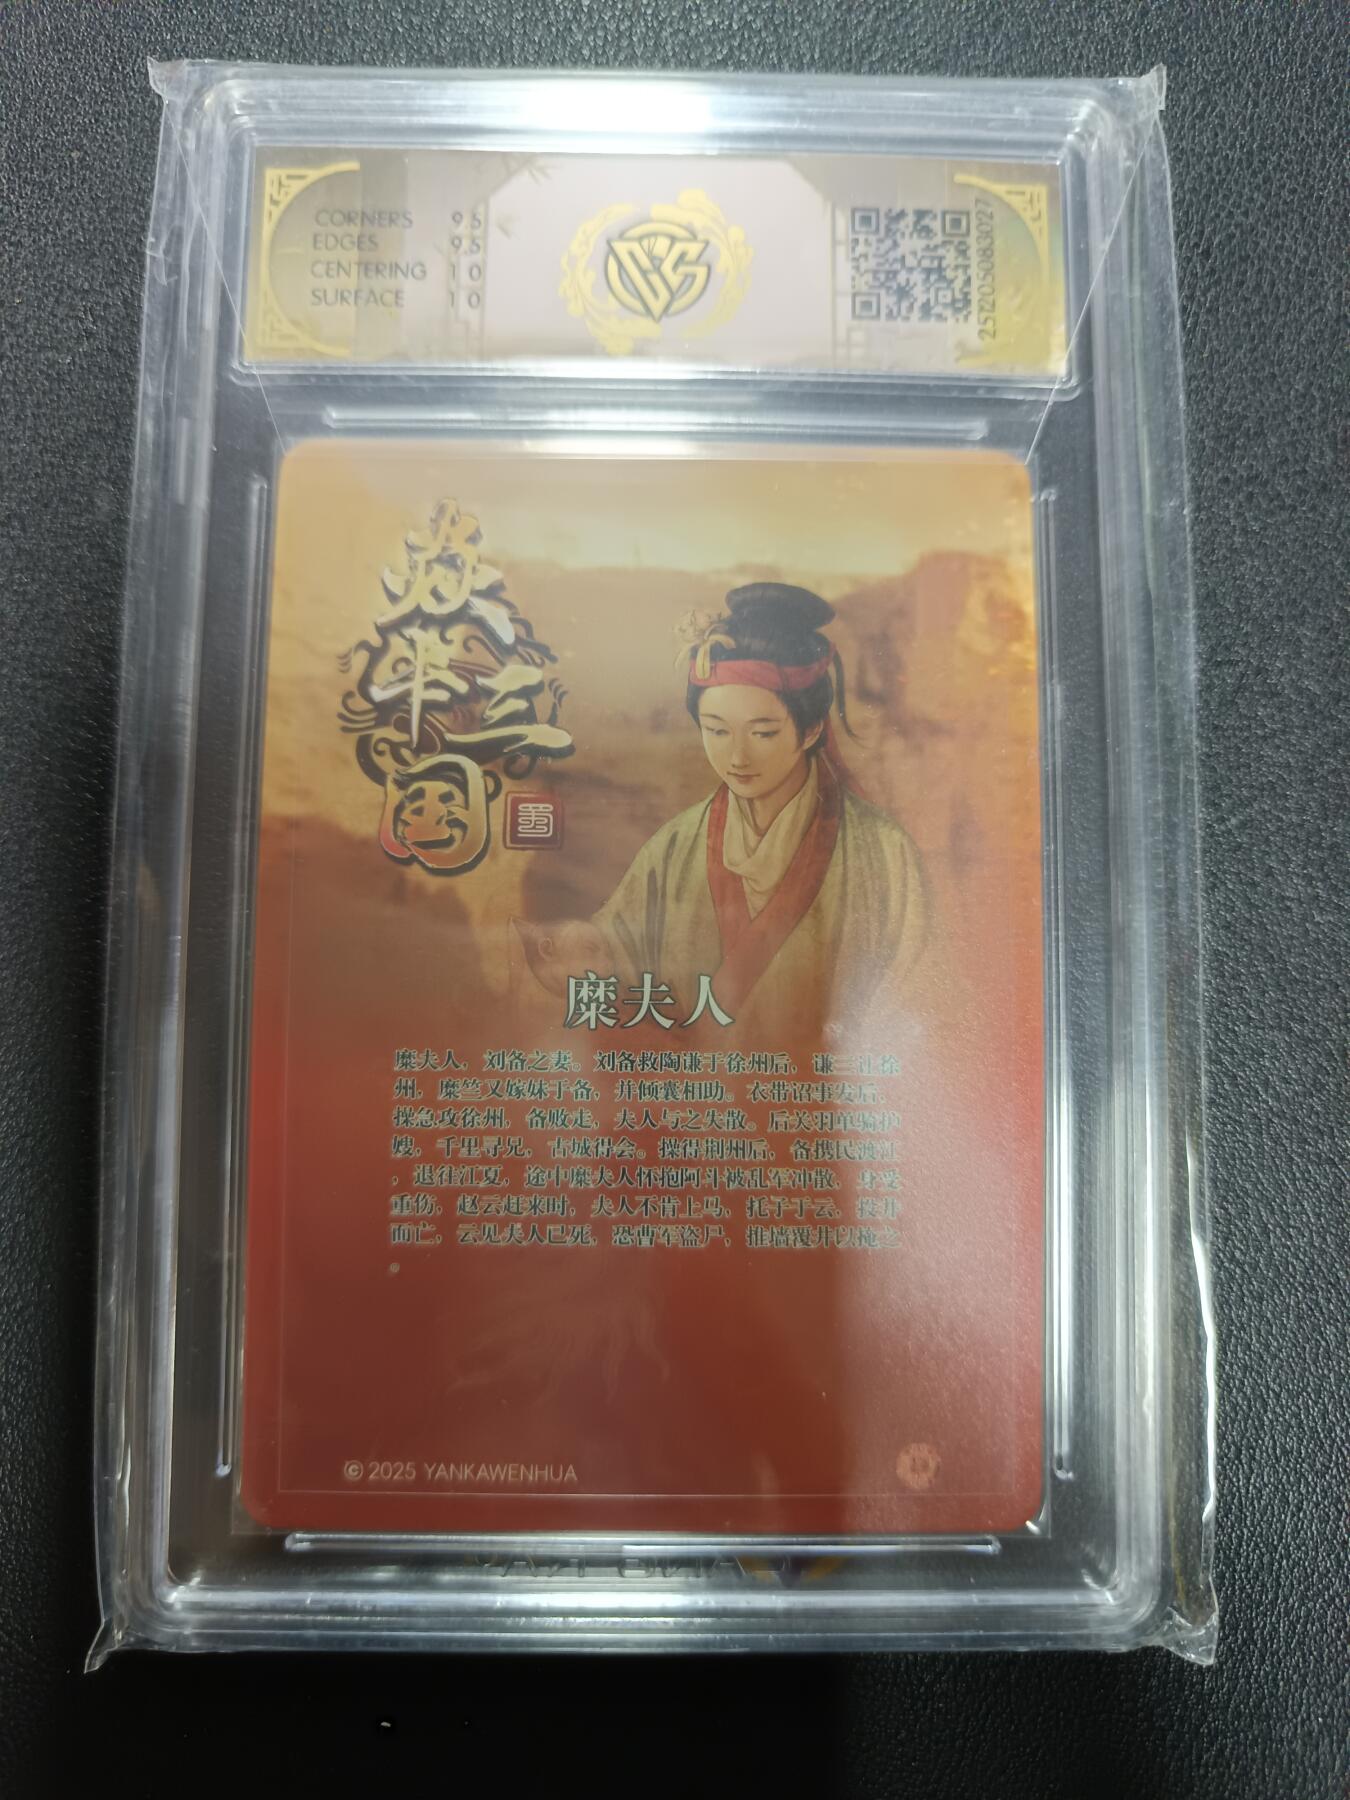 CORNERS 9.5
EDGES 9.5
CENTERING 10
SURFACE 10
251205083027
炎
半三
国
蜀
糜夫人
糜夫人，刘备之妻。刘备救陶谦于徐州后，谦三让徐
州，糜竺又嫁妹于备，并倾囊相助。衣带诏事发后，
操急攻徐州，备败走，夫人与之失散。后关羽单骑护
嫂，千里寻兄，古城得会。操得荆州后，备携民渡江
，退往江夏，途中糜夫人怀抱阿斗被乱军冲散，身受
重伤，赵云赶来时，夫人不肯上马，托子于云，投井
而亡，云见夫人已死，恐曹军盗尸，推墙覆井以掩之
。
© 2025 YANKAWENHUA